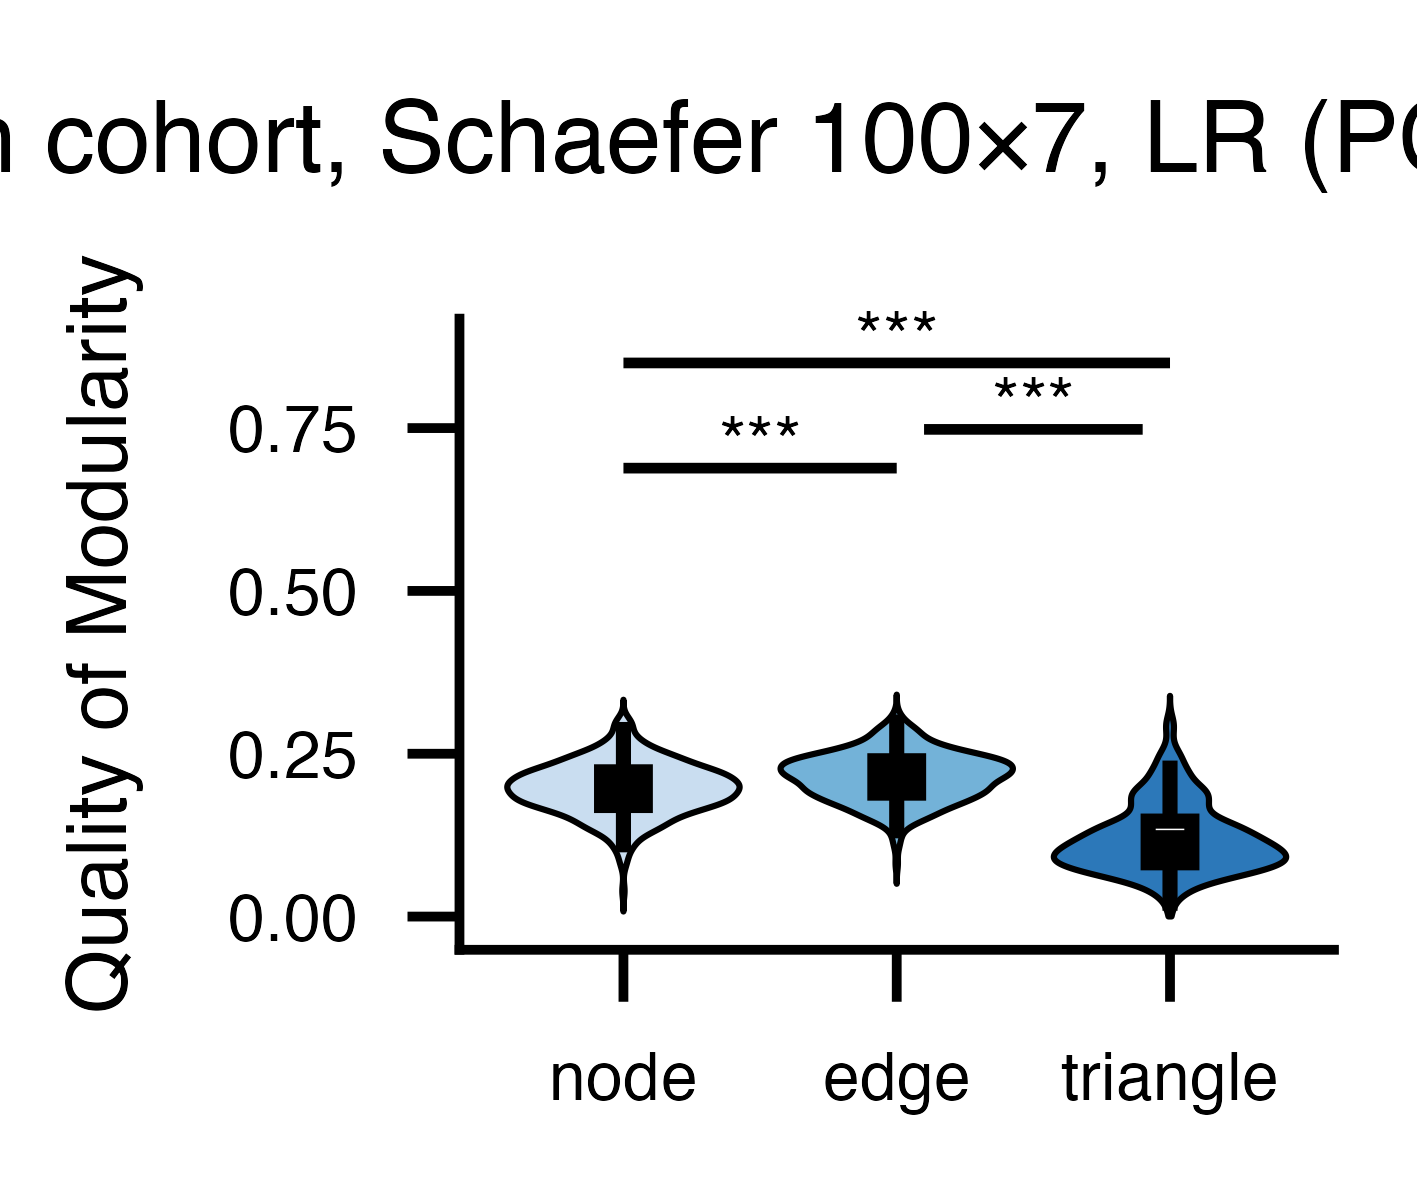 cohort, Schaefer 100×7, LR
Quality of Modularity
***
***
***
0.75
0.50
0.25
0.00
node
edge
triangle